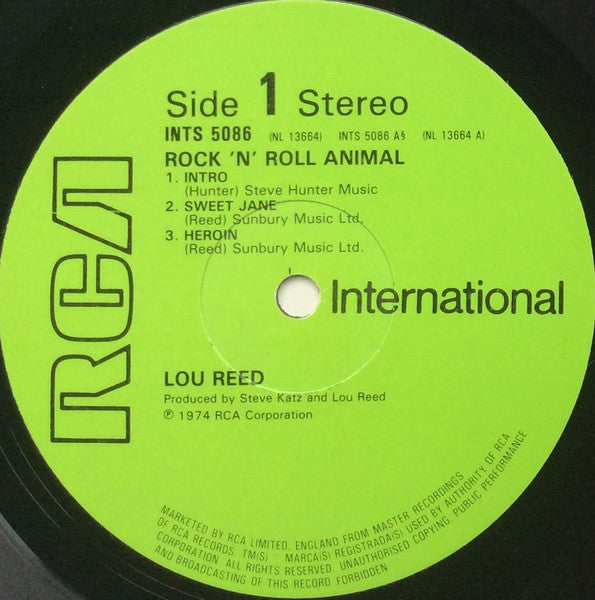 Side 1 Stereo
INTS 5086 (NL 13664) INTS 5086 A§ (NL 13664 A)
ROCK 'N' ROLL ANIMAL
1. INTRO
(Hunter) Steve Hunter Music
2. SWEET JANE
(Reed) Sunbury Music Ltd.
3. HEROIN
(Reed) Sunbury Music Ltd.
RCA
International
LOU REED
Produced by Steve Katz and Lou Reed
℗ 1974 RCA Corporation
MARKETED BY RCA LIMITED, ENGLAND FROM MASTER RECORDINGS
OF RCA RECORDS. TM(S) ' MARCA(S) REGISTRADA(S) USED BY AUTHORITY OF RCA
CORPORATION. ALL RIGHTS RESERVED. UNAUTHORISED COPYING, PUBLIC PERFORMANCE
AND BROADCASTING OF THIS RECORD FORBIDDEN